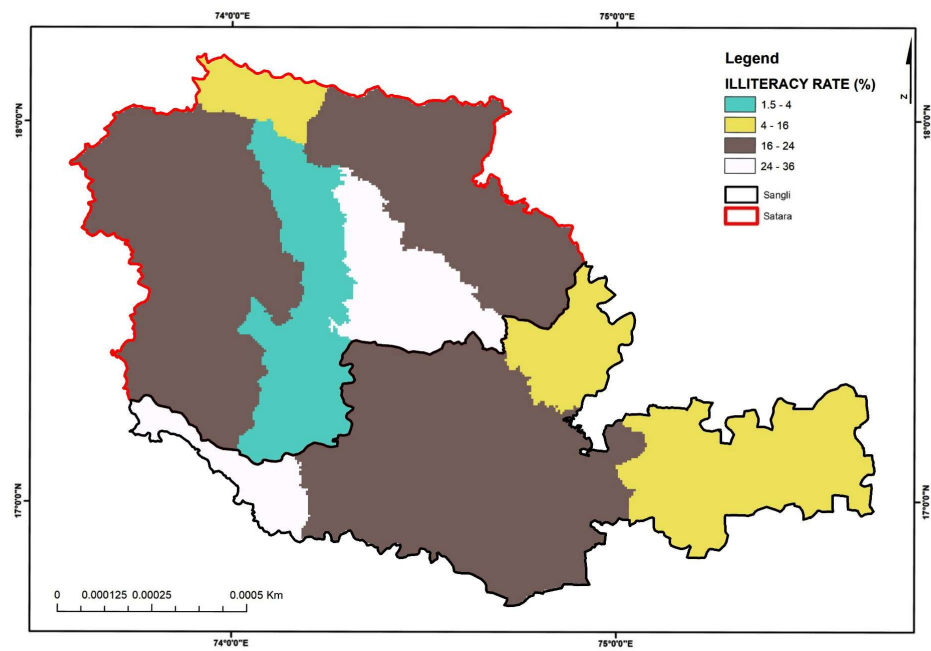 74°0'0"E 75°0'0"E
Legend
ILLITERACY RATE (%)
1.5 - 4
4 - 16
16 - 24
24 - 36
Sangli
Satara
Z
18°0'0"N 18°0'0"N
17°0'0"N 17°0'0"N
0 0.000125 0.00025 0.0005 Km
74°0'0"E 75°0'0"E